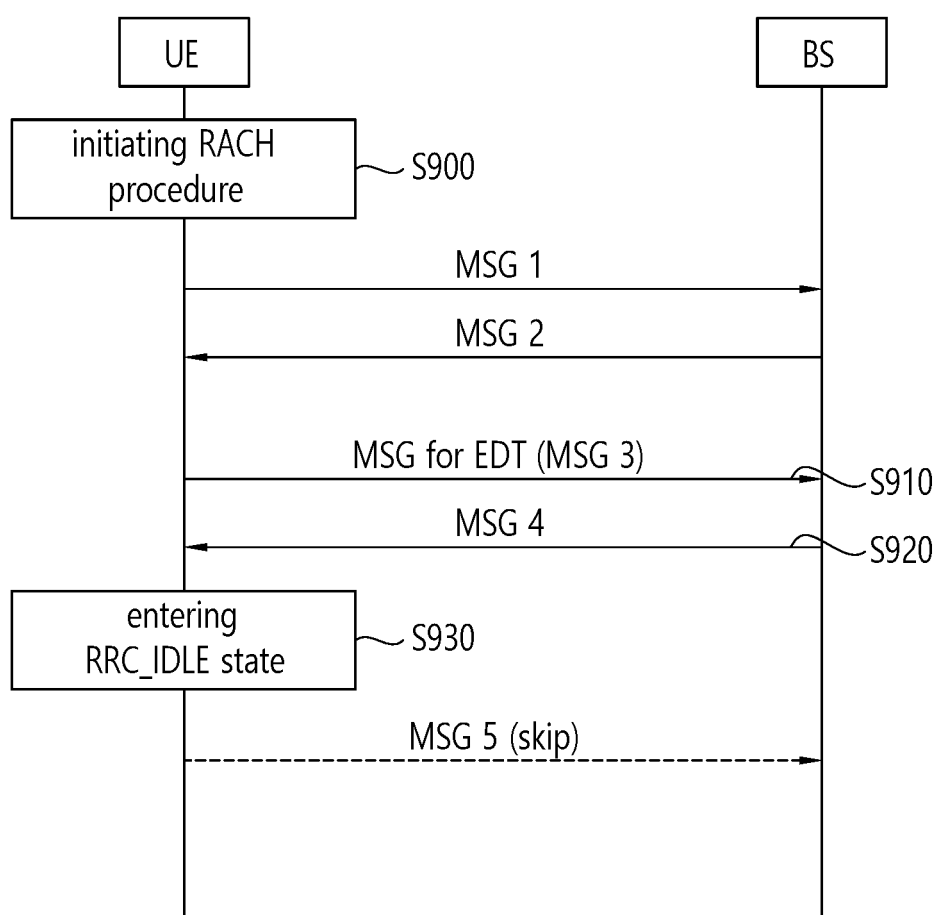 UE
BS
initiating RACH
procedure
S900
MSG 1
MSG 2
MSG for EDT (MSG 3)
S910
MSG 4
S920
entering
RRC_IDLE state
S930
MSG 5 (skip)